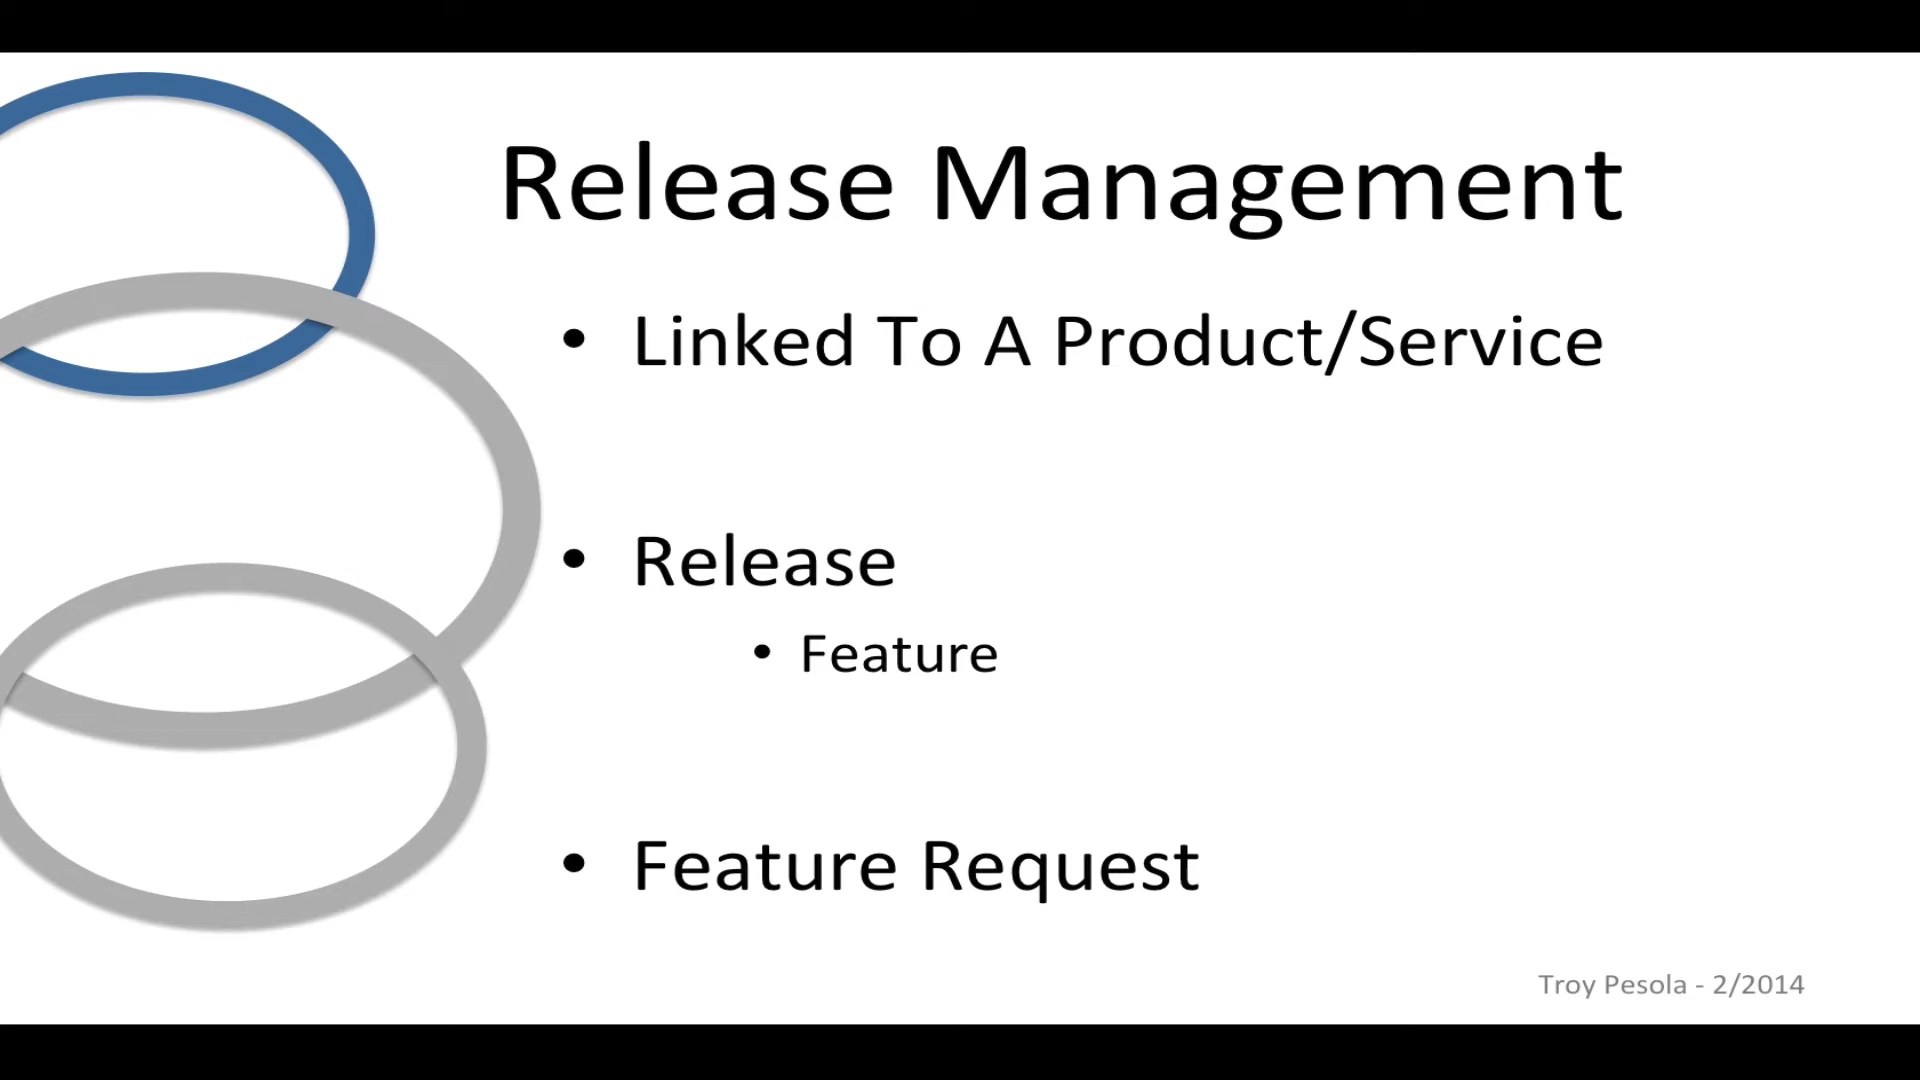 Release Management
• Linked To A Product/Service
• Release
• Feature
• Feature Request
Troy Pesola - 2/2014